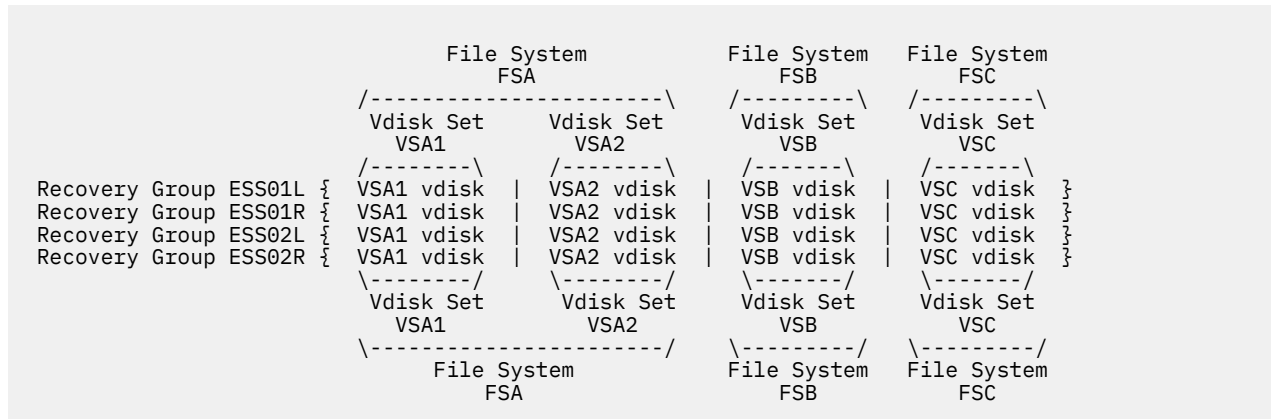 File System           File System   File System
                                          FSA                   FSB           FSC
                               /------------------------\    /---------\   /---------\
                                Vdisk Set     Vdisk Set       Vdisk Set     Vdisk Set
                                  VSA1          VSA2             VSB           VSC
                               /--------\     /--------\      /-------\     /-------\
      Recovery Group ESS01L {  VSA1 vdisk  |  VSA2 vdisk  |  VSB vdisk  |  VSC vdisk  }
      Recovery Group ESS01R {  VSA1 vdisk  |  VSA2 vdisk  |  VSB vdisk  |  VSC vdisk  }
      Recovery Group ESS02L {  VSA1 vdisk  |  VSA2 vdisk  |  VSB vdisk  |  VSC vdisk  }
      Recovery Group ESS02R {  VSA1 vdisk  |  VSA2 vdisk  |  VSB vdisk  |  VSC vdisk  }
                               \--------/     \--------/      \-------/     \-------/
                                Vdisk Set      Vdisk Set      Vdisk Set     Vdisk Set
                                  VSA1           VSA2            VSB           VSC
                               \------------------------/    \---------/   \---------/
                                     File System            File System   File System
                                         FSA                    FSB           FSC